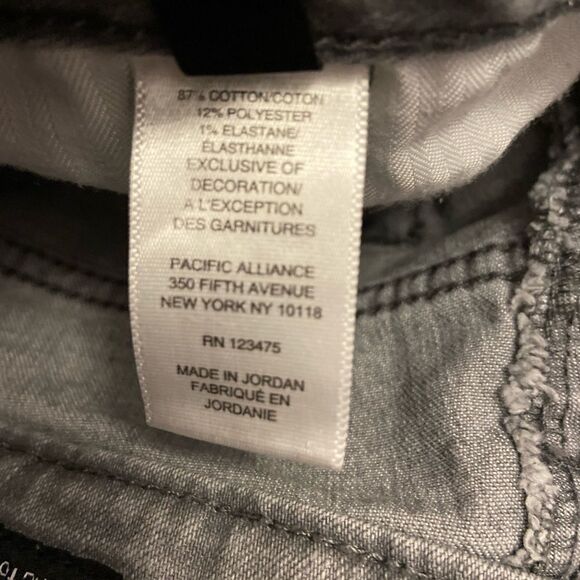 87% COTTON/COTON
12% POLYESTER
1% ELASTANE/
ÉLASTHANNE
EXCLUSIVE OF
DECORATION/
A L'EXCEPTION
DES GARNITURES
PACIFIC ALLIANCE
350 FIFTH AVENUE
NEW YORK NY 10118
RN 123475
MADE IN JORDAN
FABRIQUÉ EN
JORDANIE